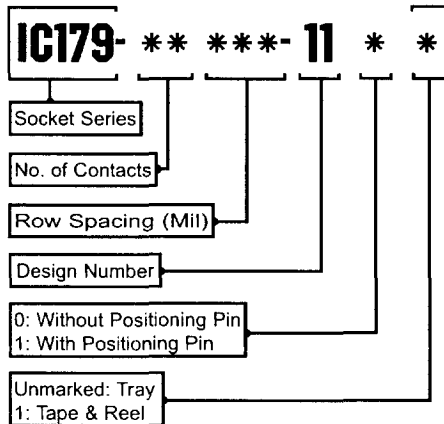 IC179- ** ***- 11 * *
Socket Series
No. of Contacts
Row Spacing (Mil)
Design Number
0: Without Positioning Pin
1: With Positioning Pin
Unmarked: Tray
1: Tape & Reel